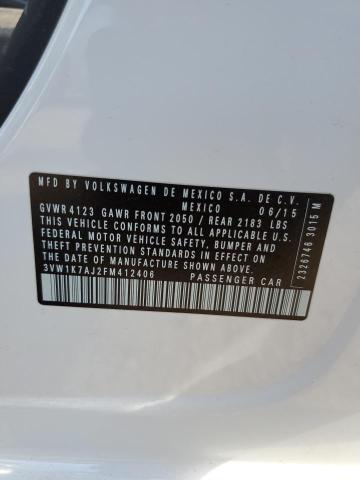 MFD BY VOLKSWAGEN DE MEXICO S.A. DE C.V.
MEXICO 06/15
GVWR 4123 GAWR FRONT 2050 / REAR 2183 LBS
THIS VEHICLE CONFORMS TO ALL APPLICABLE U.S.
FEDERAL MOTOR VEHICLE SAFETY, BUMPER AND
THEFT PREVENTION STANDARDS IN EFFECT ON
THE DATE OF MANUFACTURE SHOWN ABOVE.
3VW1K7AJ2FM412406 PASSENGER CAR
2326746 3015 M